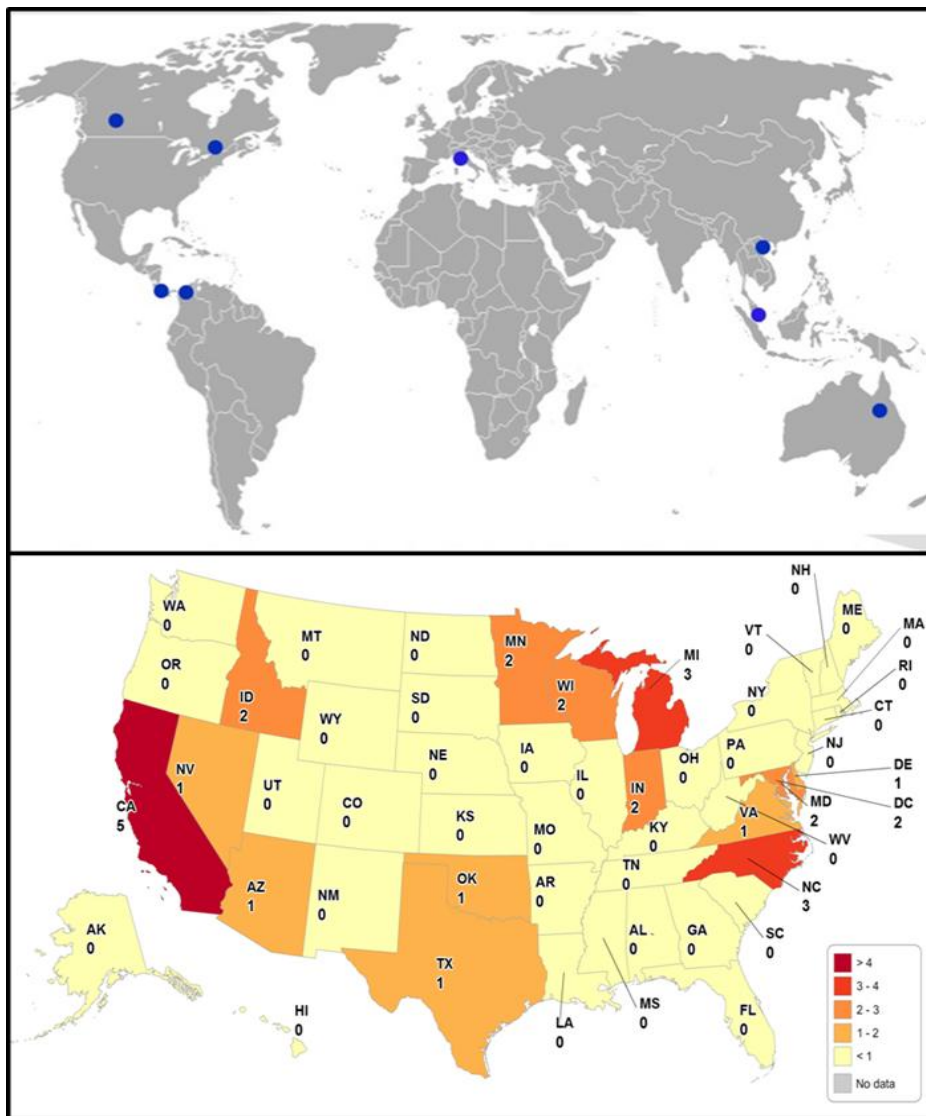 NH
0
ME
0
MA
0
WA
0
VT
0
RI
0
MT
0
ND
0
MN
2
MI
3
OR
0
NY
0
CT
0
ID
2
SD
0
WI
2
WY
0
PA
0
NJ
0
IA
0
OH
0
DE
1
NE
0
IL
0
NV
1
UT
0
IN
2
MD
2
DC
2
CA
5
CO
0
KS
0
MO
0
KY
0
VA
1
WV
0
TN
0
NC
3
AZ
1
NM
0
OK
1
AR
0
AK
0
AL
0
GA
0
SC
0
TX
1
MS
0
HI
0
LA
0
FL
0
> 4
3 - 4
2 - 3
1 - 2
< 1
No data